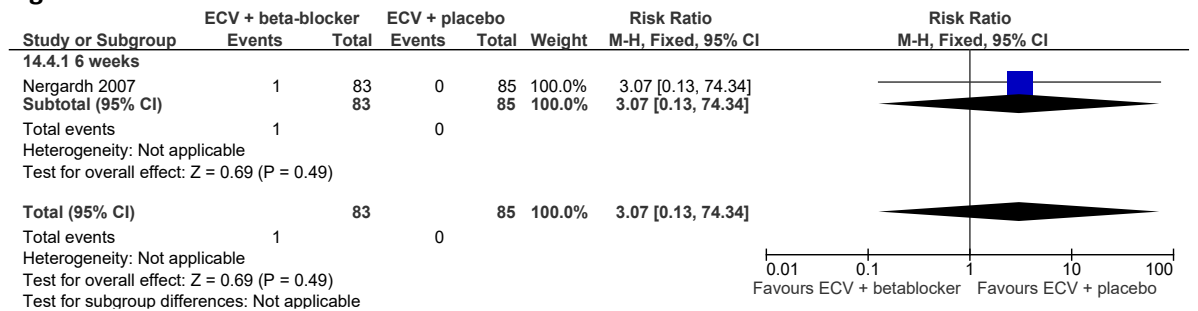 ECV + beta-blocker ECV + placebo Risk Ratio Risk Ratio
Study or Subgroup Events Total Events Total Weight M-H, Fixed, 95% CI M-H, Fixed, 95% CI
14.4.1 6 weeks
Nergardh 2007 1 83 0 85 100.0% 3.07 [0.13, 74.34]
Subtotal (95% CI) 83 85 100.0% 3.07 [0.13, 74.34]
Total events 1 0
Heterogeneity: Not applicable
Test for overall effect: Z = 0.69 (P = 0.49)
Total (95% CI) 83 85 100.0% 3.07 [0.13, 74.34]
Total events 1 0
Heterogeneity: Not applicable
Test for overall effect: Z = 0.69 (P = 0.49)
Test for subgroup differences: Not applicable
0.01 0.1 1 10 100
Favours ECV + betablocker Favours ECV + placebo